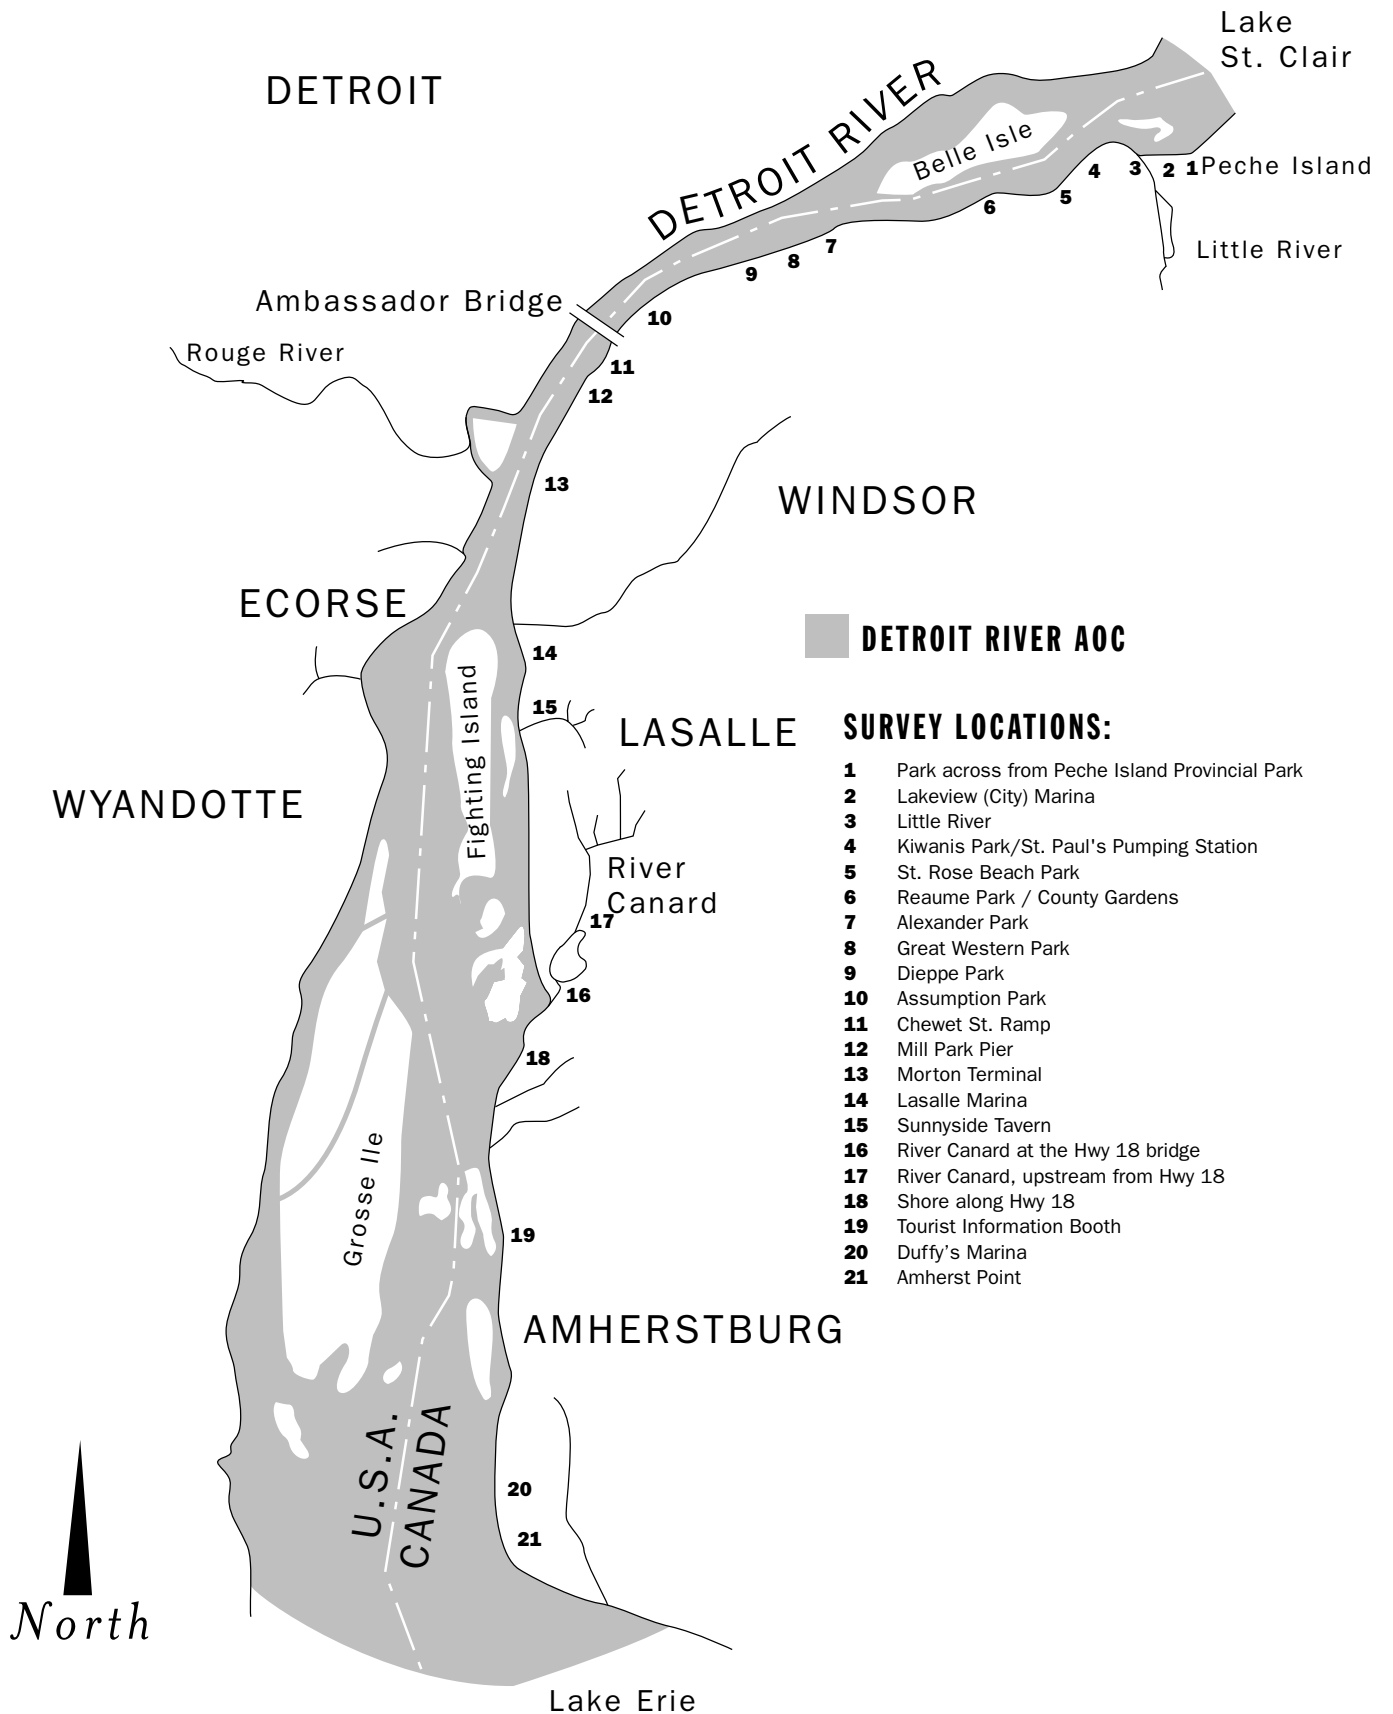 Lake
St. Clair
DETROIT
DETROIT RIVER
Belle Isle
4
3
2
1
Peche Island
5
6
Little River
7
8
9
Ambassador Bridge
10
Rouge River
11
12
13
WINDSOR
ECORSE
DETROIT RIVER AOC
14
Fighting Island
15
LASALLE
WYANDOTTE
River
Canard
17
16
18
Grosse Ile
19
AMHERSTBURG
U.S.A.
CANADA
20
21
North
Lake Erie
SURVEY LOCATIONS:
1 Park across from Peche Island Provincial Park
2 Lakeview (City) Marina
3 Little River
4 Kiwanis Park/St. Paul's Pumping Station
5 St. Rose Beach Park
6 Reaume Park / County Gardens
7 Alexander Park
8 Great Western Park
9 Dieppe Park
10 Assumption Park
11 Chewet St. Ramp
12 Mill Park Pier
13 Morton Terminal
14 Lasalle Marina
15 Sunnyside Tavern
16 River Canard at the Hwy 18 bridge
17 River Canard, upstream from Hwy 18
18 Shore along Hwy 18
19 Tourist Information Booth
20 Duffy’s Marina
21 Amherst Point